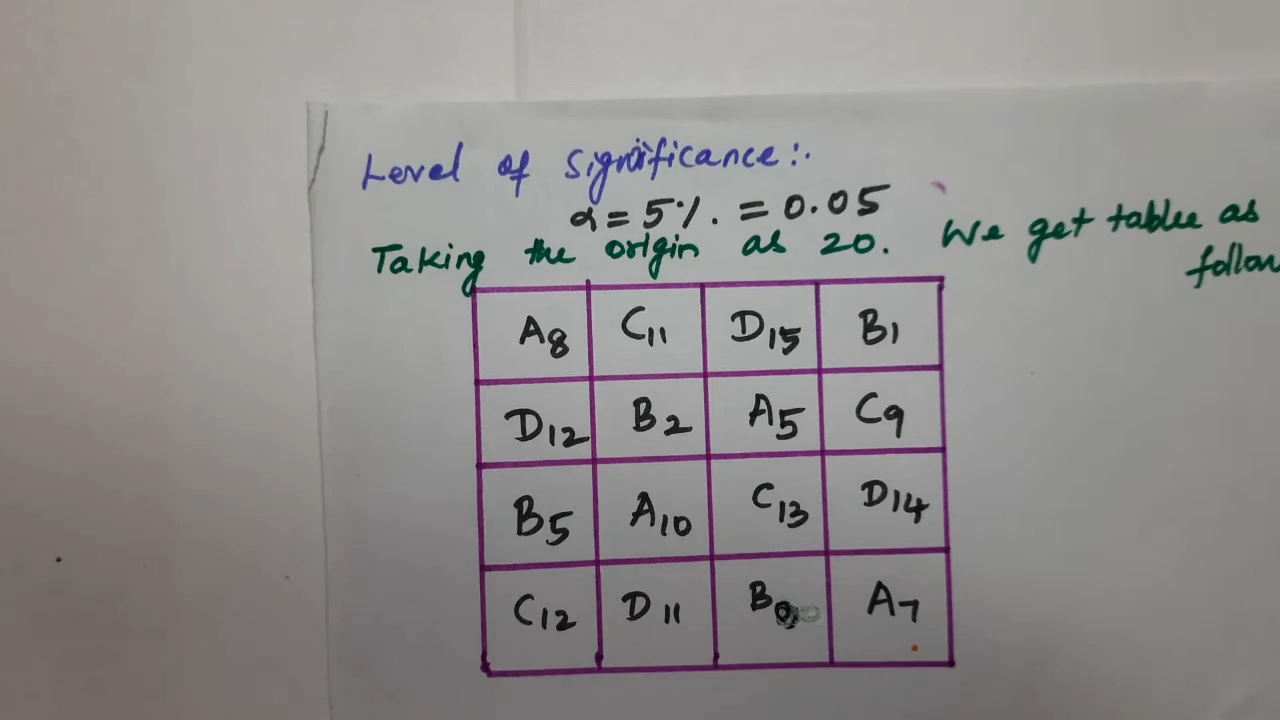 Level of Significance:.
α = 5%. = 0.05
Taking the origin as 20. We get table as
follow
A8 C11 D15 B1
D12 B2 A5 C9
B5 A10 C13 D14
C12 D11 B0 A7